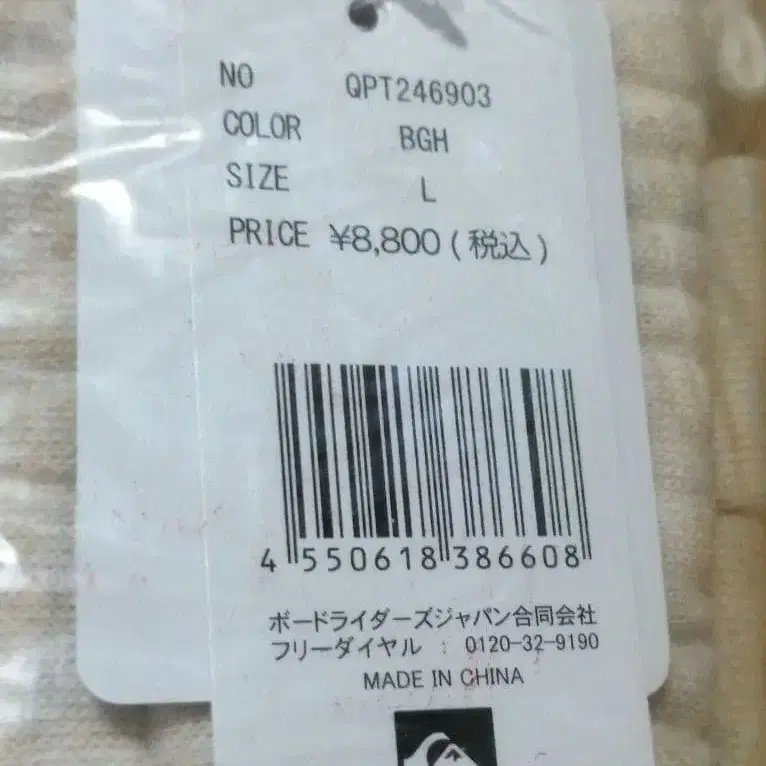 NO QPT246903
COLOR BGH
SIZE L
PRICE ¥8,800(税込)
4 550618 386608
ボードライダーズジャパン合同会社
フリーダイヤル : 0120-32-9190
MADE IN CHINA